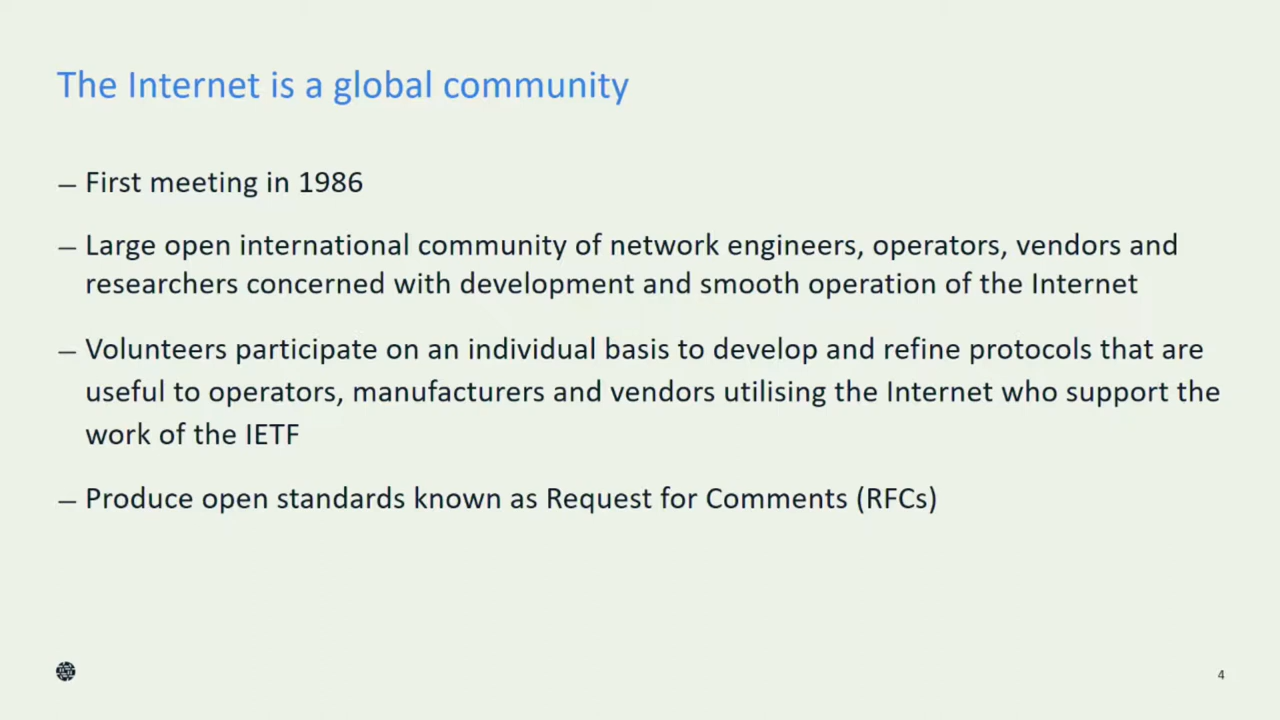 The Internet is a global community
– First meeting in 1986
– Large open international community of network engineers, operators, vendors and
researchers concerned with development and smooth operation of the Internet
– Volunteers participate on an individual basis to develop and refine protocols that are
useful to operators, manufacturers and vendors utilising the Internet who support the
work of the IETF
– Produce open standards known as Request for Comments (RFCs)
4